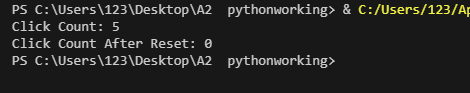 PS C:\Users\123\Desktop\A2  pythonworking> & C:/Users/123/Ap
Click Count: 5
Click Count After Reset: 0
PS C:\Users\123\Desktop\A2  pythonworking>